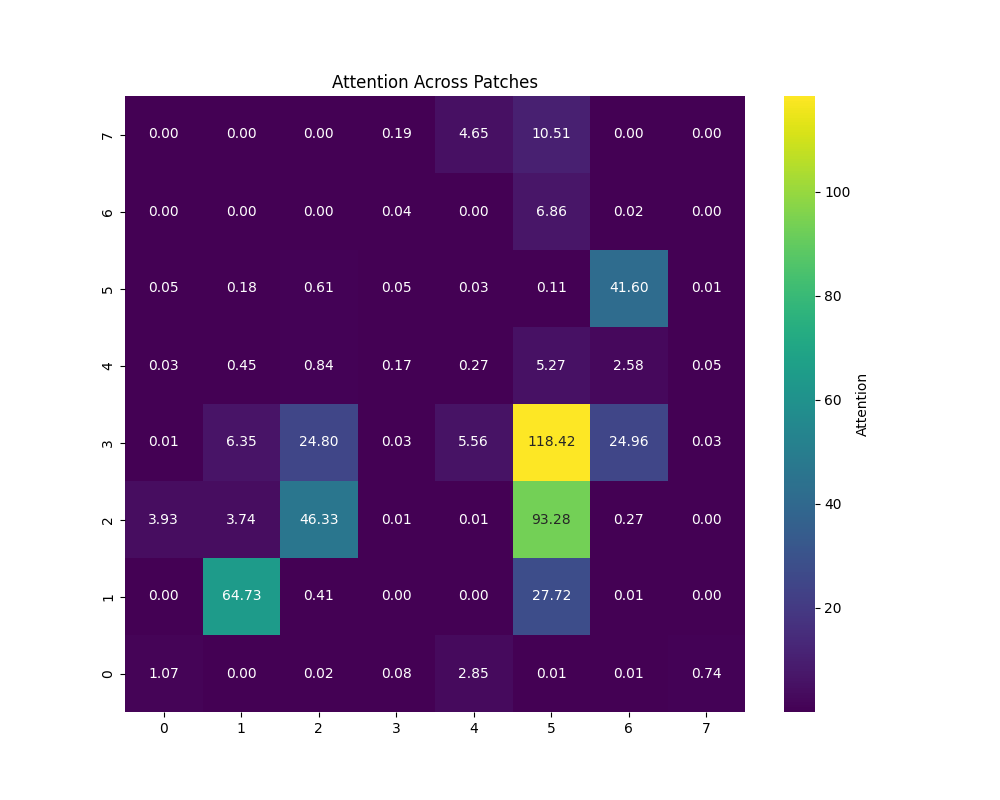 Attention Across Patches
7 0.00 0.00 0.00 0.19 4.65 10.51 0.00 0.00
6 0.00 0.00 0.00 0.04 0.00 6.86 0.02 0.00
5 0.05 0.18 0.61 0.05 0.03 0.11 41.60 0.01
4 0.03 0.45 0.84 0.17 0.27 5.27 2.58 0.05
3 0.01 6.35 24.80 0.03 5.56 118.42 24.96 0.03
2 3.93 3.74 46.33 0.01 0.01 93.28 0.27 0.00
1 0.00 64.73 0.41 0.00 0.00 27.72 0.01 0.00
0 1.07 0.00 0.02 0.08 2.85 0.01 0.01 0.74
0 1 2 3 4 5 6 7
100
80
60
40
20
Attention